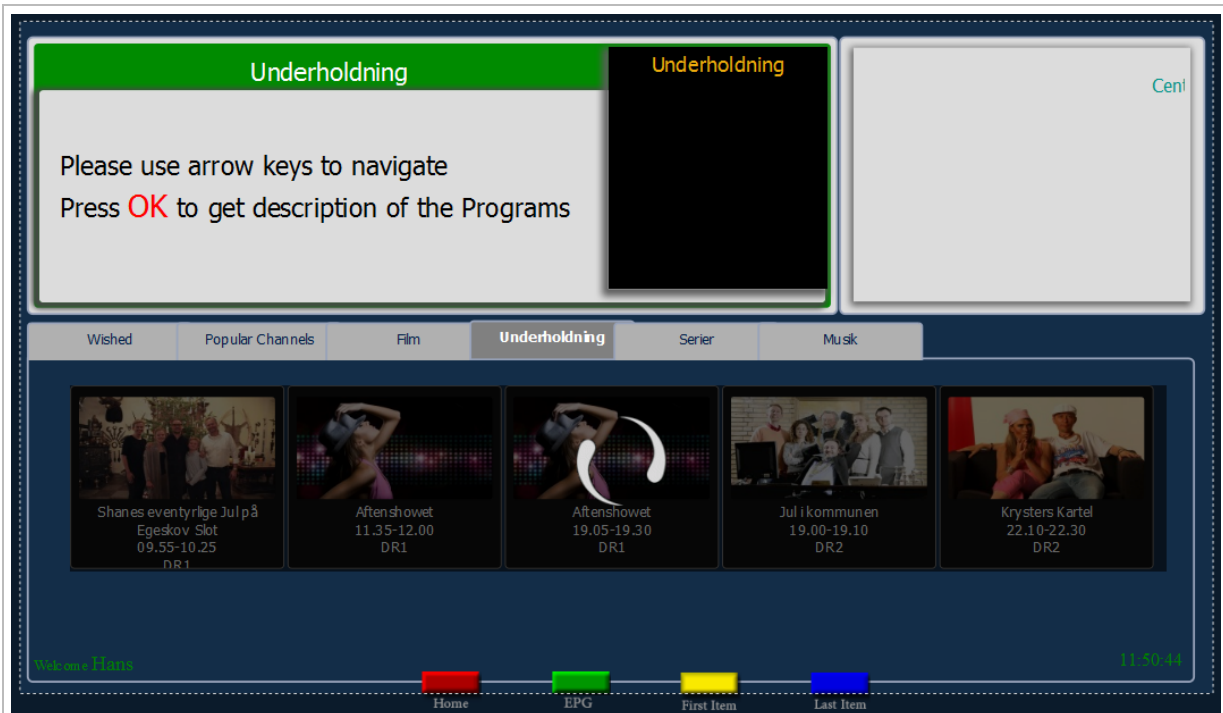 Underholdning
Underholdning
Cent
Please use arrow keys to navigate
Press OK to get description of the Programs
Wished
Popular Channels
Film
Underholdning
Serier
Musik
Shanes eventyrlige Jul på
Egeskov Slot
09.55-10.25
DR1
Aftenshowet
11.35-12.00
DR1
Aftenshowet
19.05-19.30
DR1
Jul i kommunen
19.00-19.10
DR2
Krysters Kartel
22.10-22.30
DR2
Welcome Hans
11:50:44
Home
EPG
First Item
Last Item